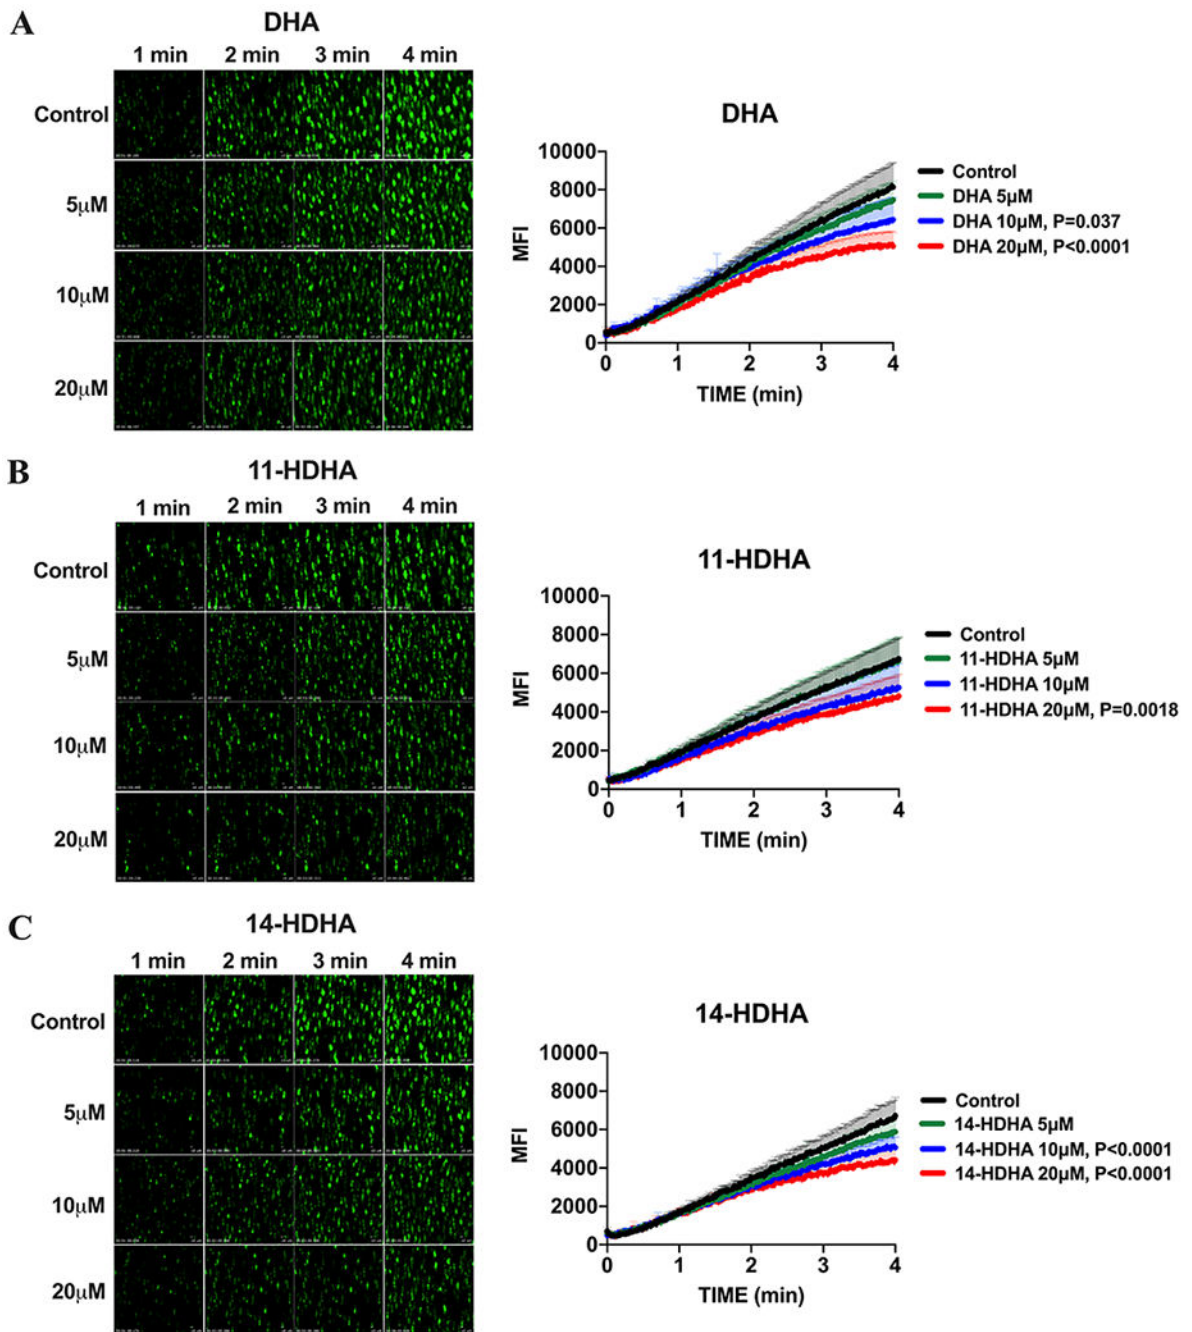 A
DHA
1 min 2 min 3 min 4 min
Control
5μM
10μM
20μM
DHA
10000
8000
6000
4000
2000
0
MFI
0 1 2 3 4
TIME (min)
Control
DHA 5μM
DHA 10μM, P=0.037
DHA 20μM, P<0.0001
B
11-HDHA
1 min 2 min 3 min 4 min
Control
5μM
10μM
20μM
11-HDHA
10000
8000
6000
4000
2000
0
MFI
0 1 2 3 4
TIME (min)
Control
11-HDHA 5μM
11-HDHA 10μM
11-HDHA 20μM, P=0.0018
C
14-HDHA
1 min 2 min 3 min 4 min
Control
5μM
10μM
20μM
14-HDHA
10000
8000
6000
4000
2000
0
MFI
0 1 2 3 4
TIME (min)
Control
14-HDHA 5μM
14-HDHA 10μM, P<0.0001
14-HDHA 20μM, P<0.0001